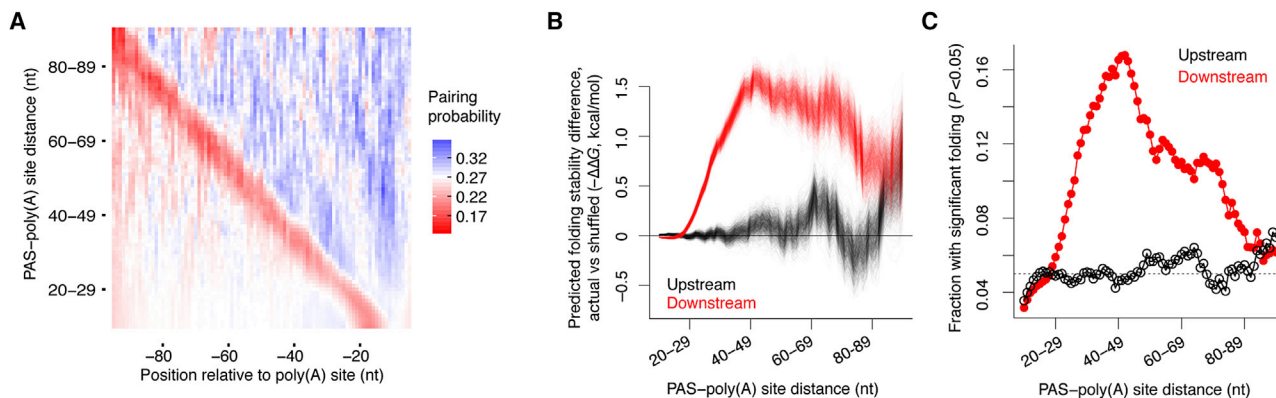 A
PAS−poly(A) site distance (nt)
80−89
60−69
40−49
20−29
−80
−60
−40
−20
Position relative to poly(A) site (nt)
Pairing
probability
0.32
0.27
0.22
0.17
B
Predicted folding stability difference,
actual vs shuffled (−ΔΔG, kcal/mol)
1.5
1.0
0.5
0
−0.5
Upstream
Downstream
20−29
40−49
60−69
80−89
PAS−poly(A) site distance (nt)
C
Fraction with significant folding (P <0.05)
0.16
0.12
0.08
0.04
Upstream
Downstream
20−29
40−49
60−69
80−89
PAS−poly(A) site distance (nt)